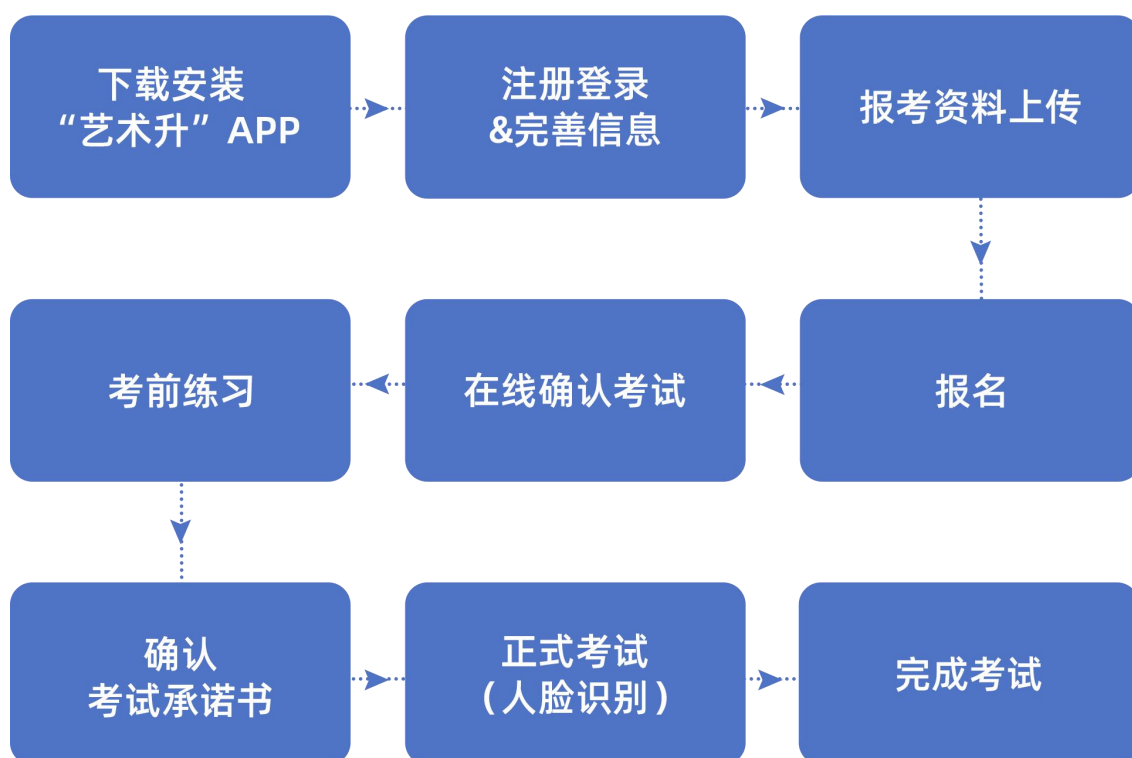 下载安装
“艺术升”APP
注册登录
&完善信息
报考资料上传
报名
在线确认考试
考前练习
确认
考试承诺书
正式考试
(人脸识别)
完成考试